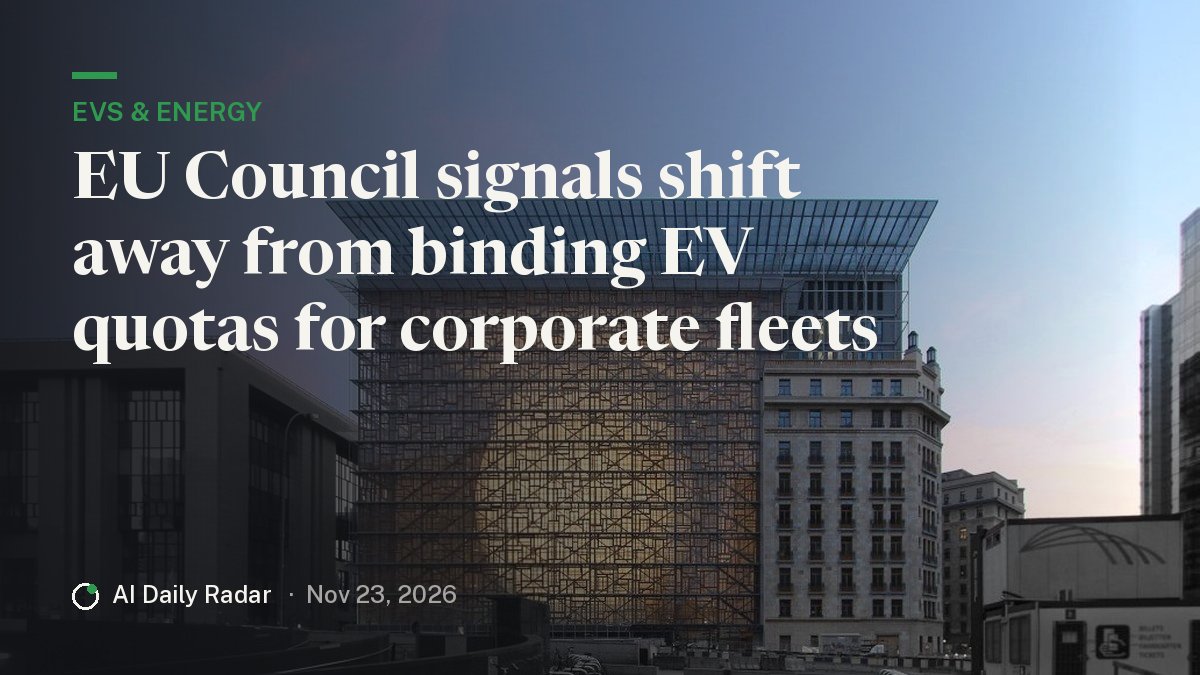 EVS & ENERGY
EU Council signals shift
away from binding EV
quotas for corporate fleets
AI Daily Radar · Nov 23, 2026